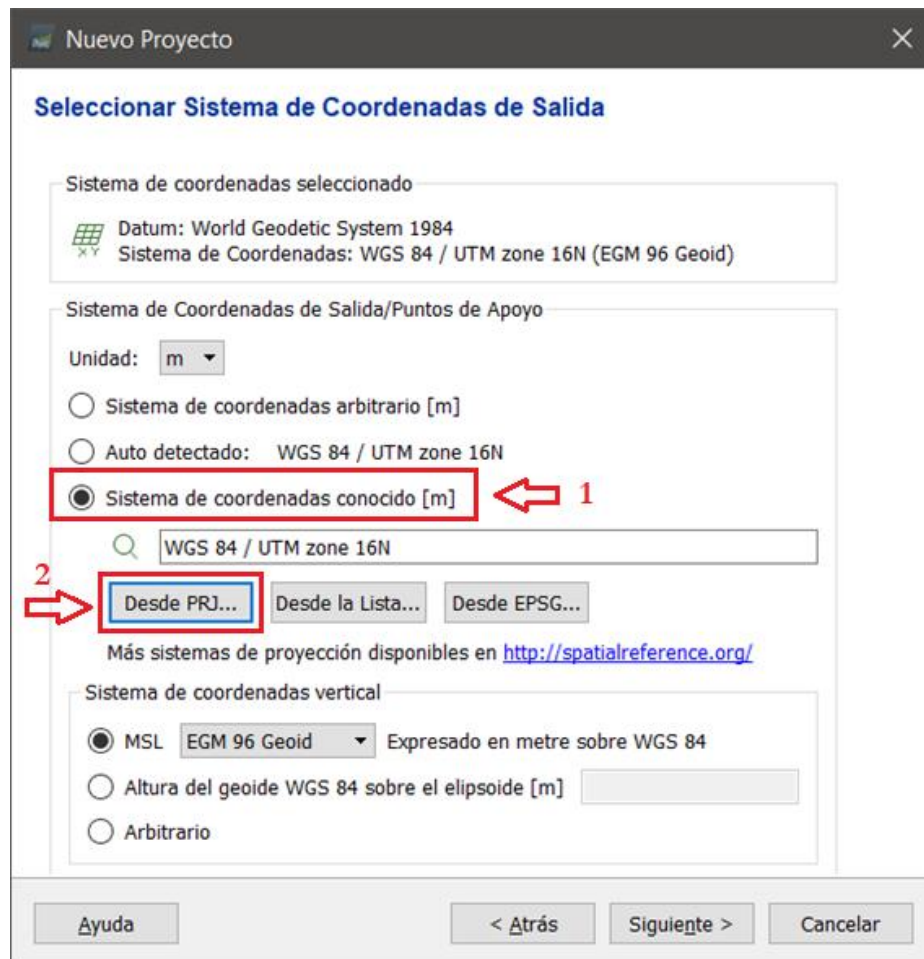 Nuevo Proyecto
Seleccionar Sistema de Coordenadas de Salida
Sistema de coordenadas seleccionado
Datum: World Geodetic System 1984
Sistema de Coordenadas: WGS 84 / UTM zone 16N (EGM 96 Geoid)
Sistema de Coordenadas de Salida/Puntos de Apoyo
Unidad: m
Sistema de coordenadas arbitrario [m]
Auto detectado: WGS 84 / UTM zone 16N
Sistema de coordenadas conocido [m] 1
WGS 84 / UTM zone 16N
2
Desde PRJ... Desde la Lista... Desde EPSG...
Más sistemas de proyección disponibles en http://spatialreference.org/
Sistema de coordenadas vertical
MSL EGM 96 Geoid Expresado en metre sobre WGS 84
Altura del geoide WGS 84 sobre el elipsoide [m]
Arbitrario
Ayuda < Atrás Siguiente > Cancelar